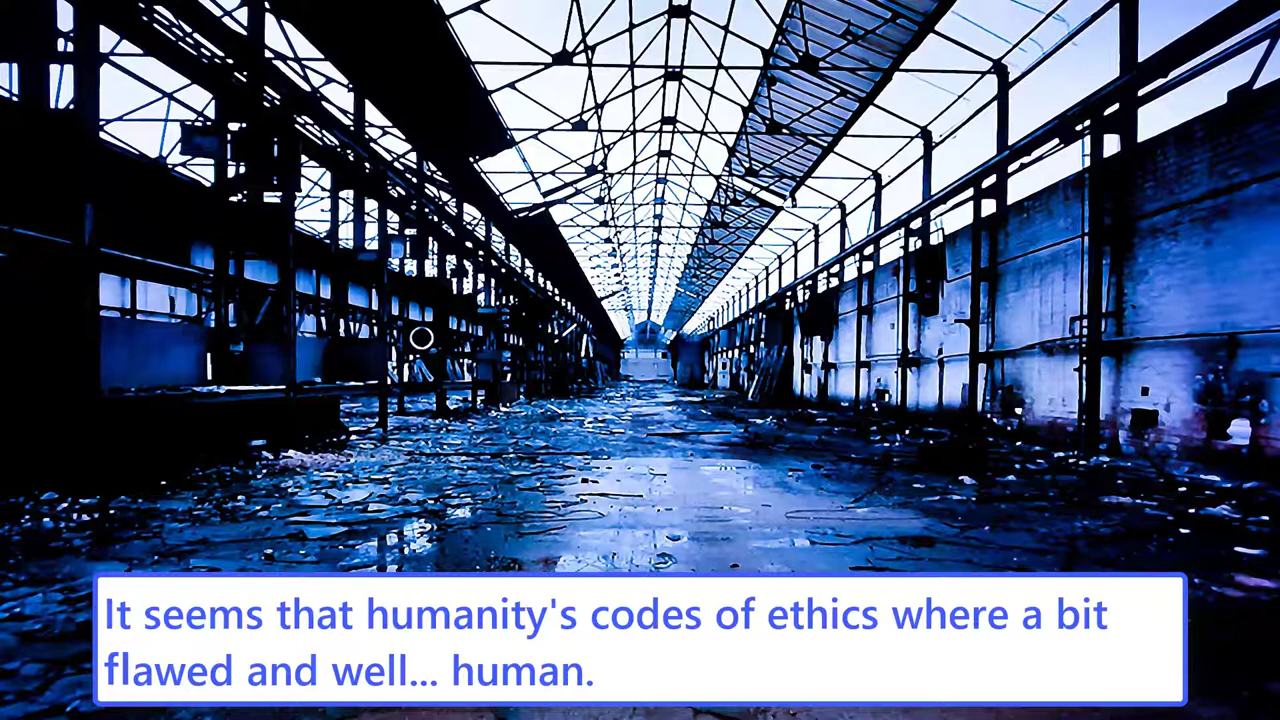 It seems that humanity's codes of ethics where a bit
flawed and well... human.